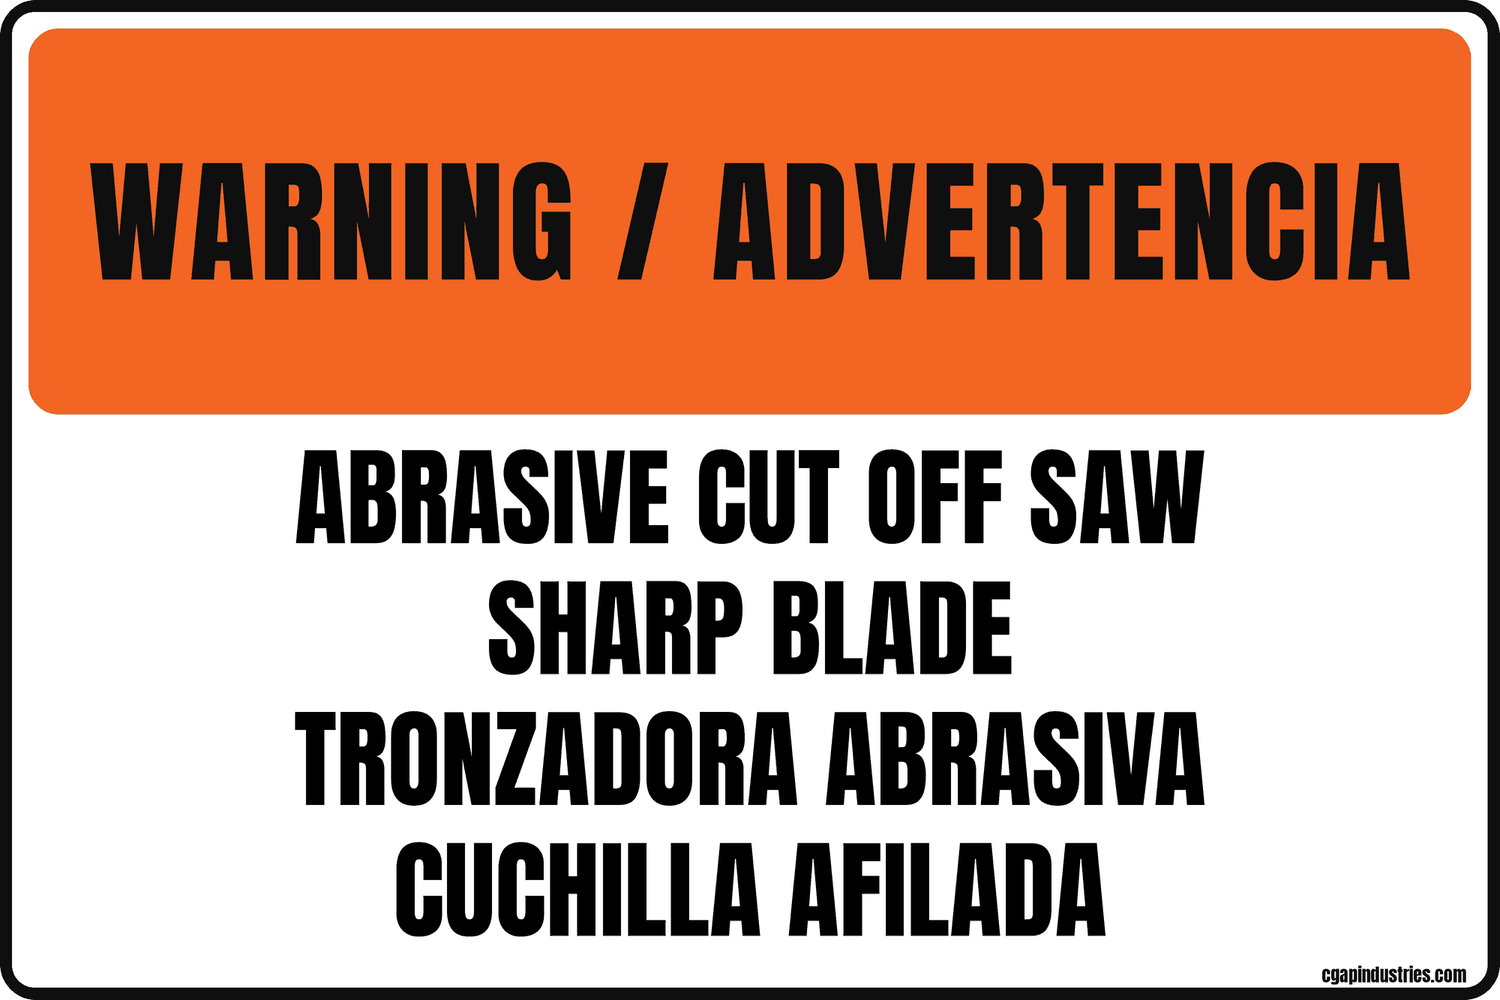 WARNING / ADVERTENCIA
ABRASIVE CUT OFF SAW
SHARP BLADE
TRONZADORA ABRASIVA
CUCHILLA AFILADA
cgapindustries.com